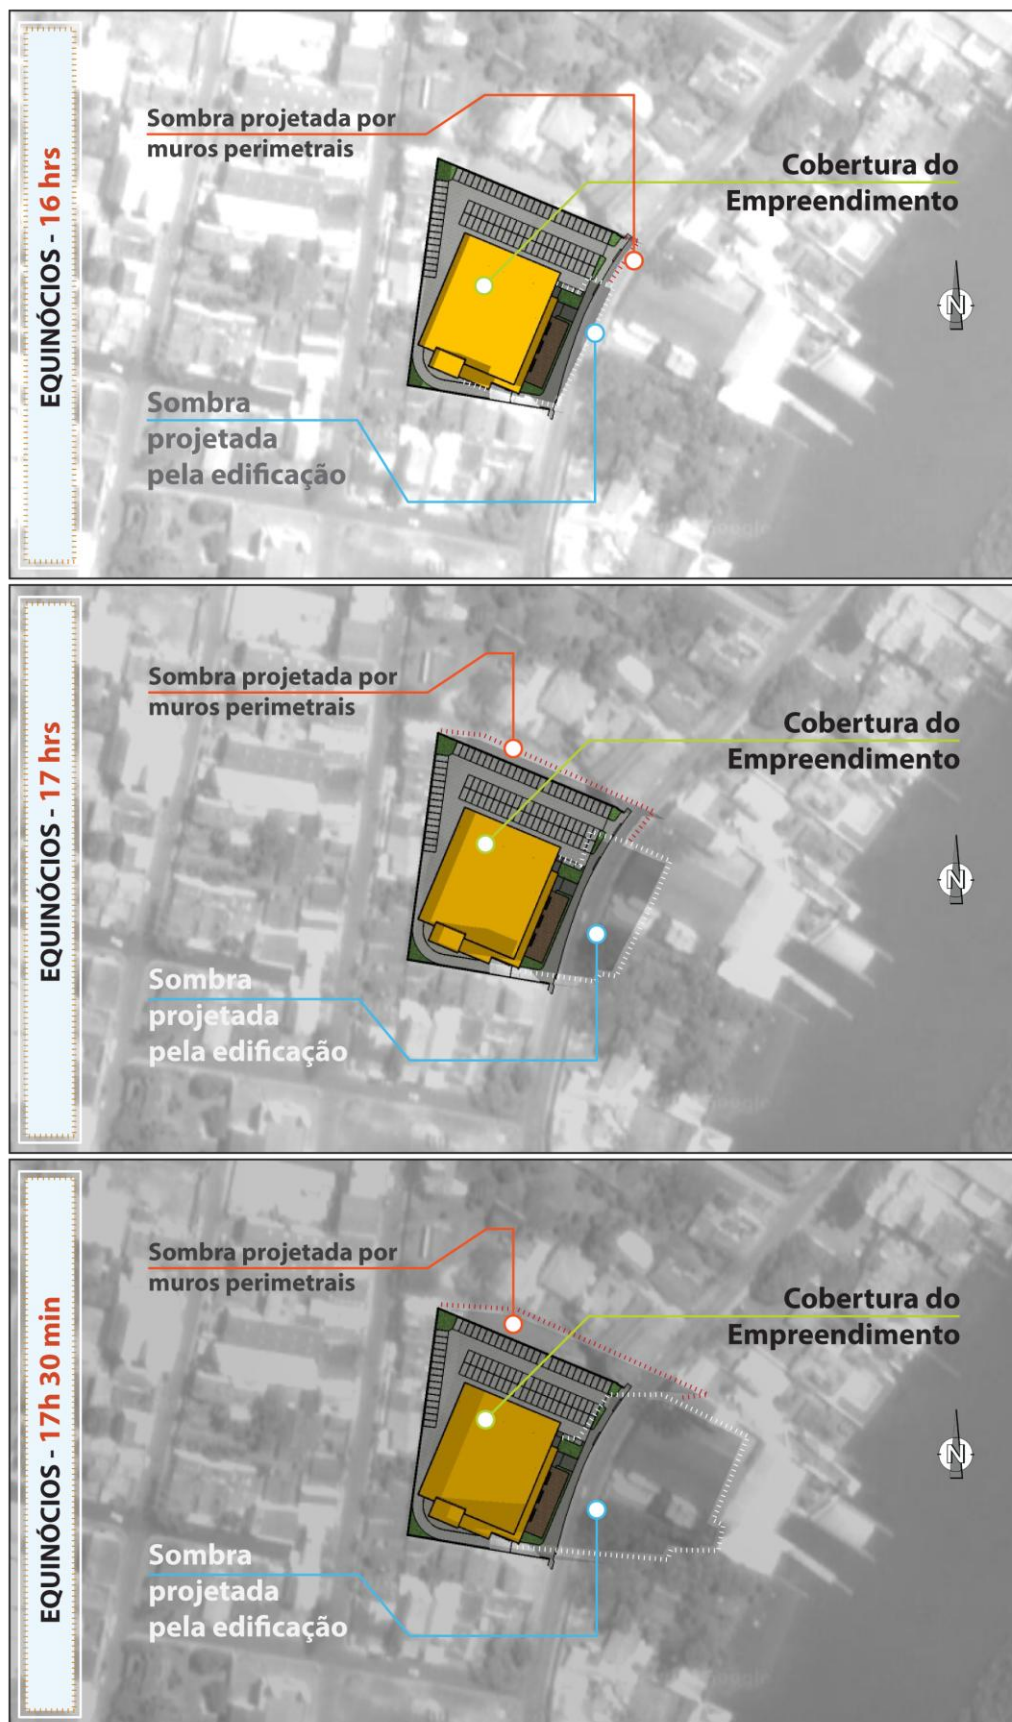 EQUINÓCIOS - 16 hrs
Sombra projetada por
muros perimetrais
Cobertura do
Empreendimento
N
Sombra
projetada
pela edificação
EQUINÓCIOS - 17 hrs
Sombra projetada por
muros perimetrais
Cobertura do
Empreendimento
N
Sombra
projetada
pela edificação
EQUINÓCIOS - 17h 30 min
Sombra projetada por
muros perimetrais
Cobertura do
Empreendimento
N
Sombra
projetada
pela edificação